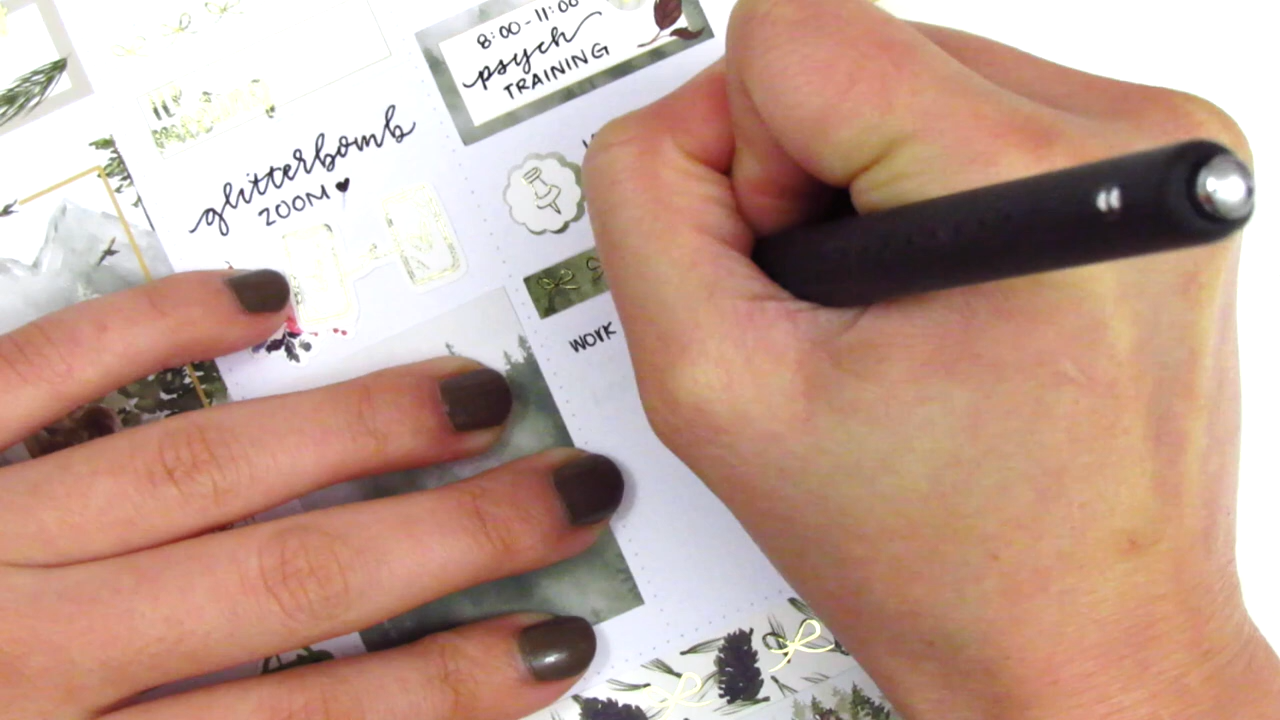 8:00-11:00
psych
TRAINING
glitterbomb
ZOOM♥
WORK